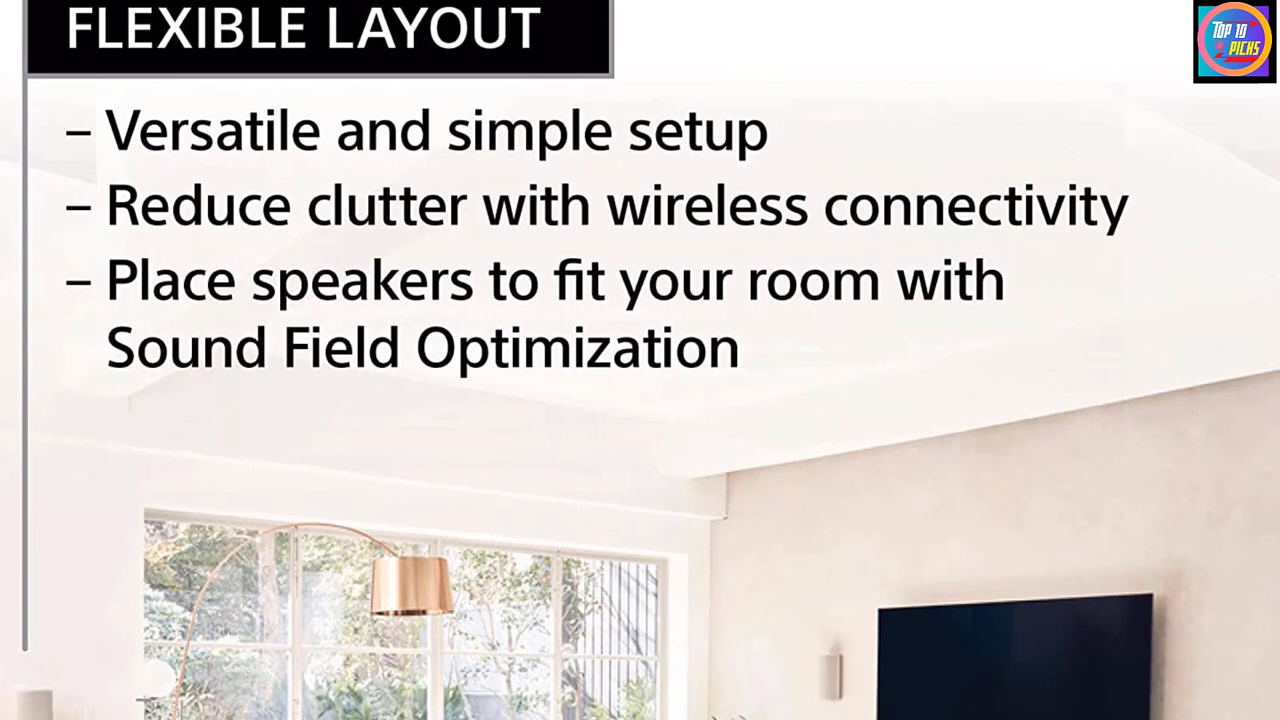 FLEXIBLE LAYOUT
TOP 10
PICKS
– Versatile and simple setup
– Reduce clutter with wireless connectivity
– Place speakers to fit your room with
Sound Field Optimization